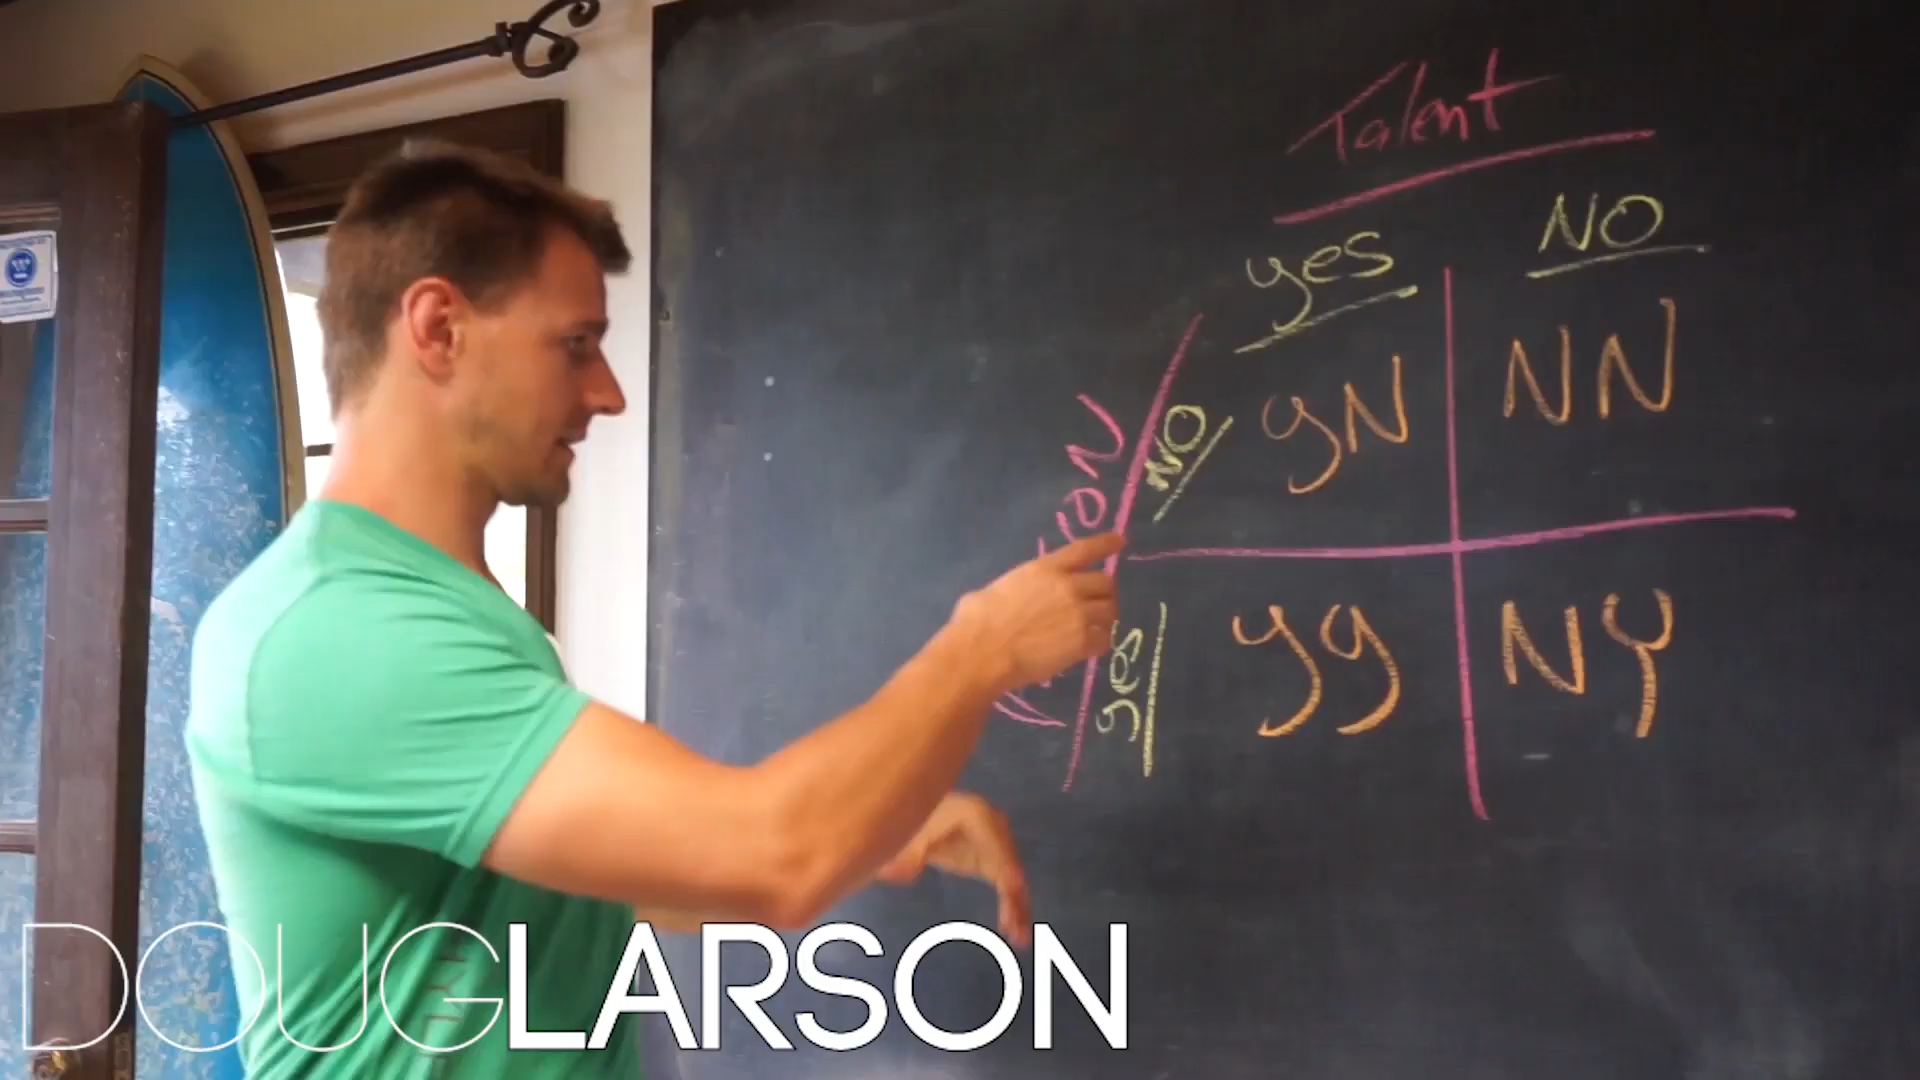 Talent
yes NO
NO yN NN
yes yy NY
DOUGLARSON